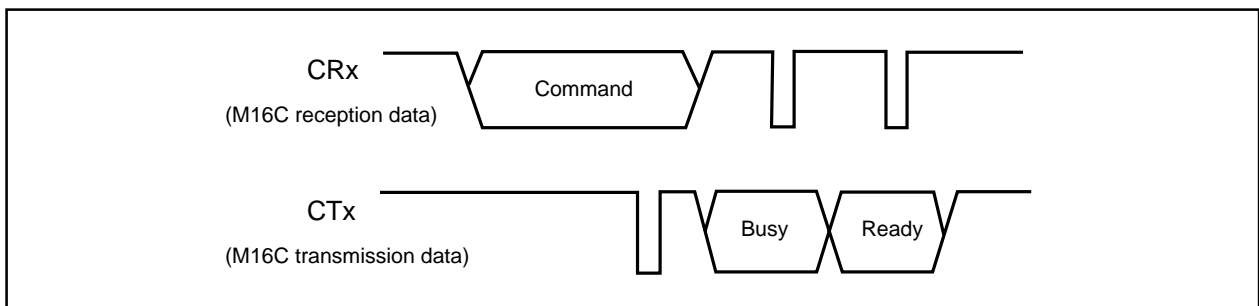 CRx
(M16C reception data)
Command
CTx
(M16C transmission data)
Busy
Ready